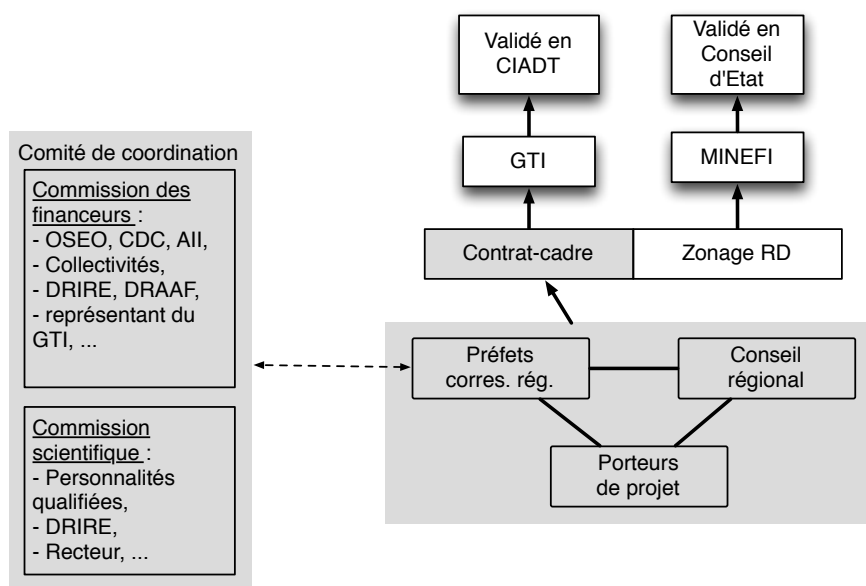 Validé en
CIADT
Validé en
Conseil
d'Etat
GTI
MINEFI
Contrat-cadre
Zonage RD
Comité de coordination
Commission des
financeurs :
- OSEO, CDC, AII,
- Collectivités,
- DRIRE, DRAAF,
- représentant du
GTI, ...
Commission
scientifique :
- Personnalités
qualifiées,
- DRIRE,
- Recteur, ...
Préfets
corres. rég.
Conseil
régional
Porteurs
de projet